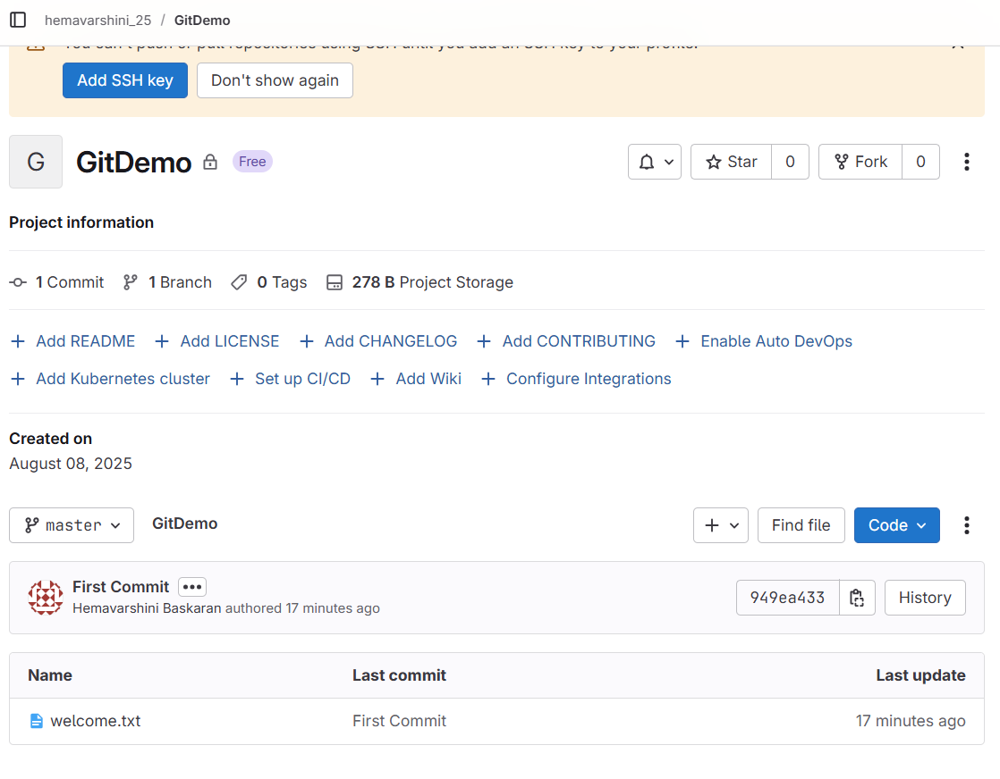 hemavarshini_25 / GitDemo
You can't push or pull repositories using SSH until you add an SSH key to your profile.
Add SSH key Don't show again
G GitDemo Free Star 0 Fork 0
Project information
1 Commit 1 Branch 0 Tags 278 B Project Storage
+ Add README + Add LICENSE + Add CHANGELOG + Add CONTRIBUTING + Enable Auto DevOps
+ Add Kubernetes cluster + Set up CI/CD + Add Wiki + Configure Integrations
Created on
August 08, 2025
master GitDemo + Find file Code
First Commit •••
Hemavarshini Baskaran authored 17 minutes ago
949ea433 History
Name Last commit Last update
welcome.txt First Commit 17 minutes ago